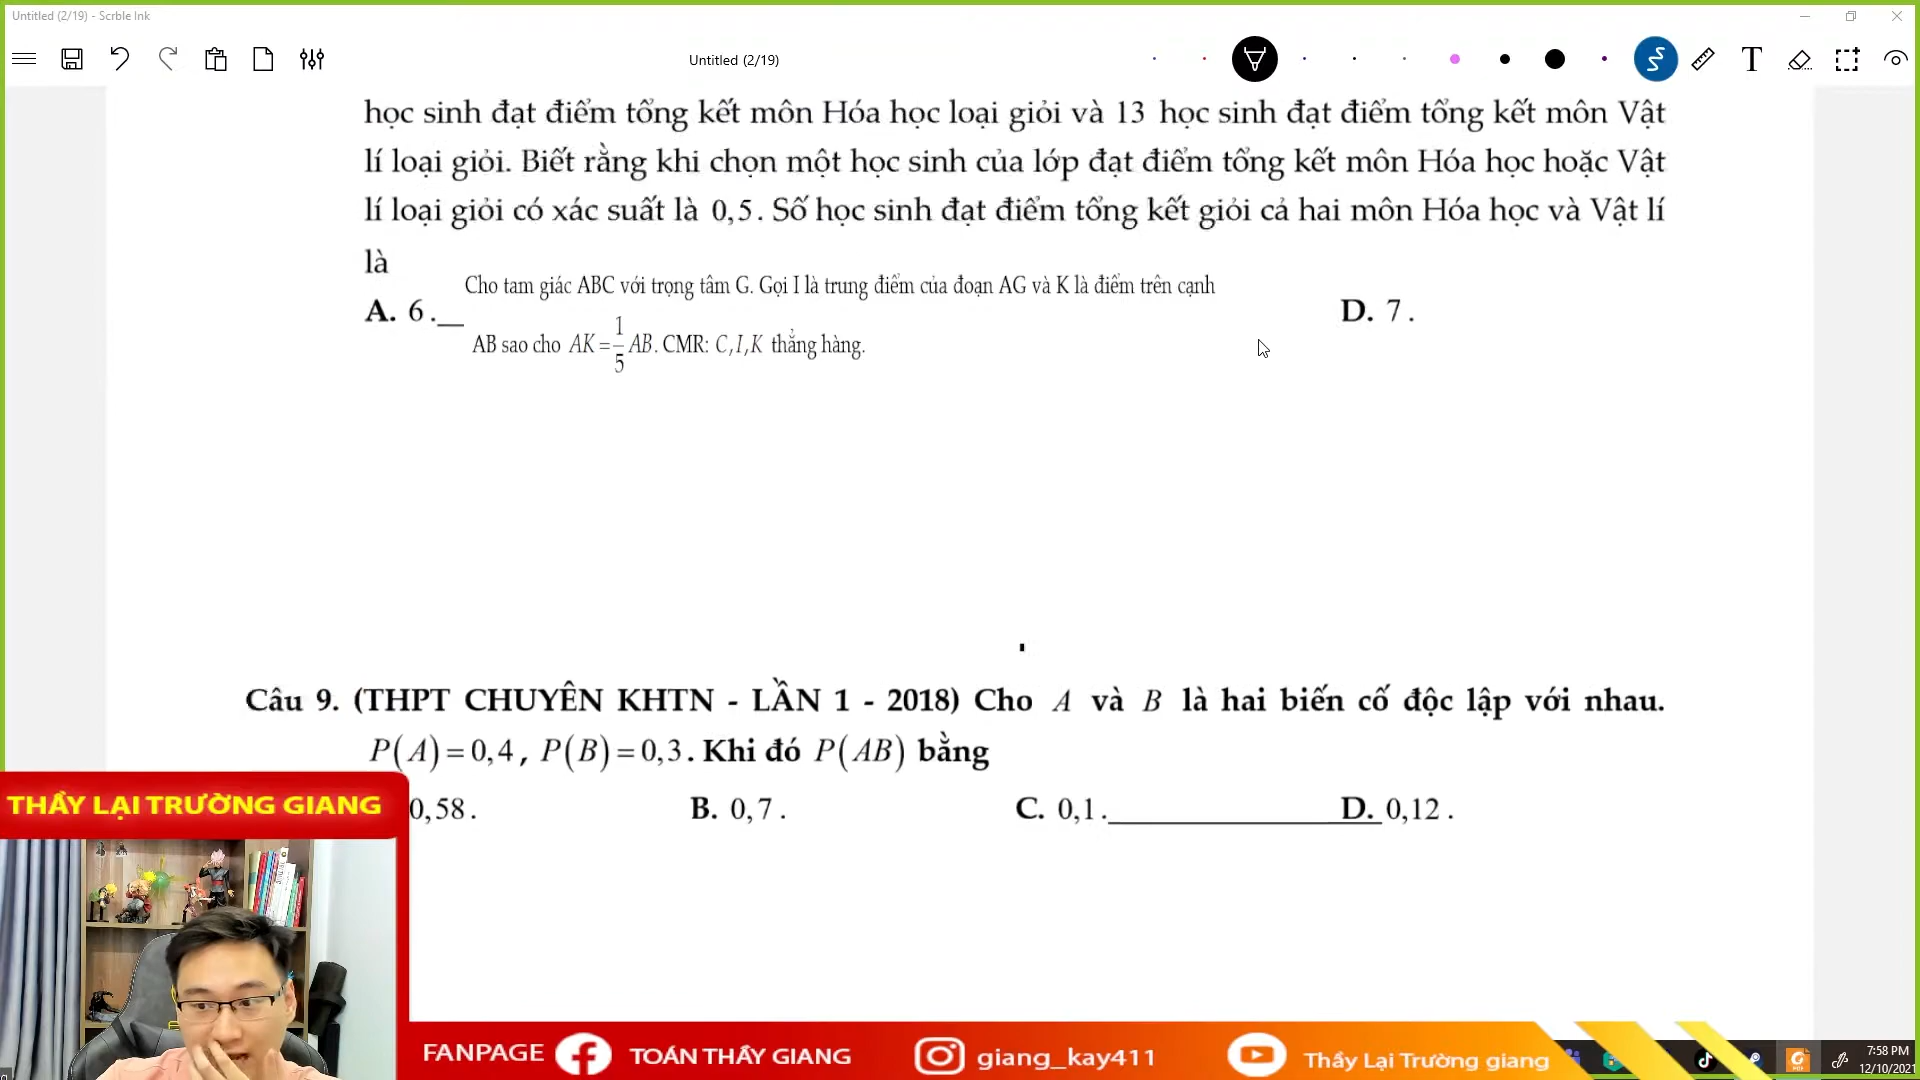 Untitled (2/19) - Scrble Ink
Untitled (2/19)
T
học sinh đạt điểm tổng kết môn Hóa học loại giỏi và 13 học sinh đạt điểm tổng kết môn Vật
lí loại giỏi. Biết rằng khi chọn một học sinh của lớp đạt điểm tổng kết môn Hóa học hoặc Vật
lí loại giỏi có xác suất là 0,5. Số học sinh đạt điểm tổng kết giỏi cả hai môn Hóa học và Vật lí
là
Cho tam giác ABC với trọng tâm G. Gọi I là trung điểm của đoạn AG và K là điểm trên cạnh
A. 6. D. 7.
AB sao cho AK = 1/5 AB. CMR: C,I,K thẳng hàng.
Câu 9. (THPT CHUYÊN KHTN - LẦN 1 - 2018) Cho A và B là hai biến cố độc lập với nhau.
P(A)=0,4, P(B)=0,3. Khi đó P(AB) bằng
0,58. B. 0,7. C. 0,1. D. 0,12.
THẦY LẠI TRƯỜNG GIANG
FANPAGE TOÁN THẦY GIANG giang_kay411 Thầy Lại Trường giang
7:58 PM
12/10/2021